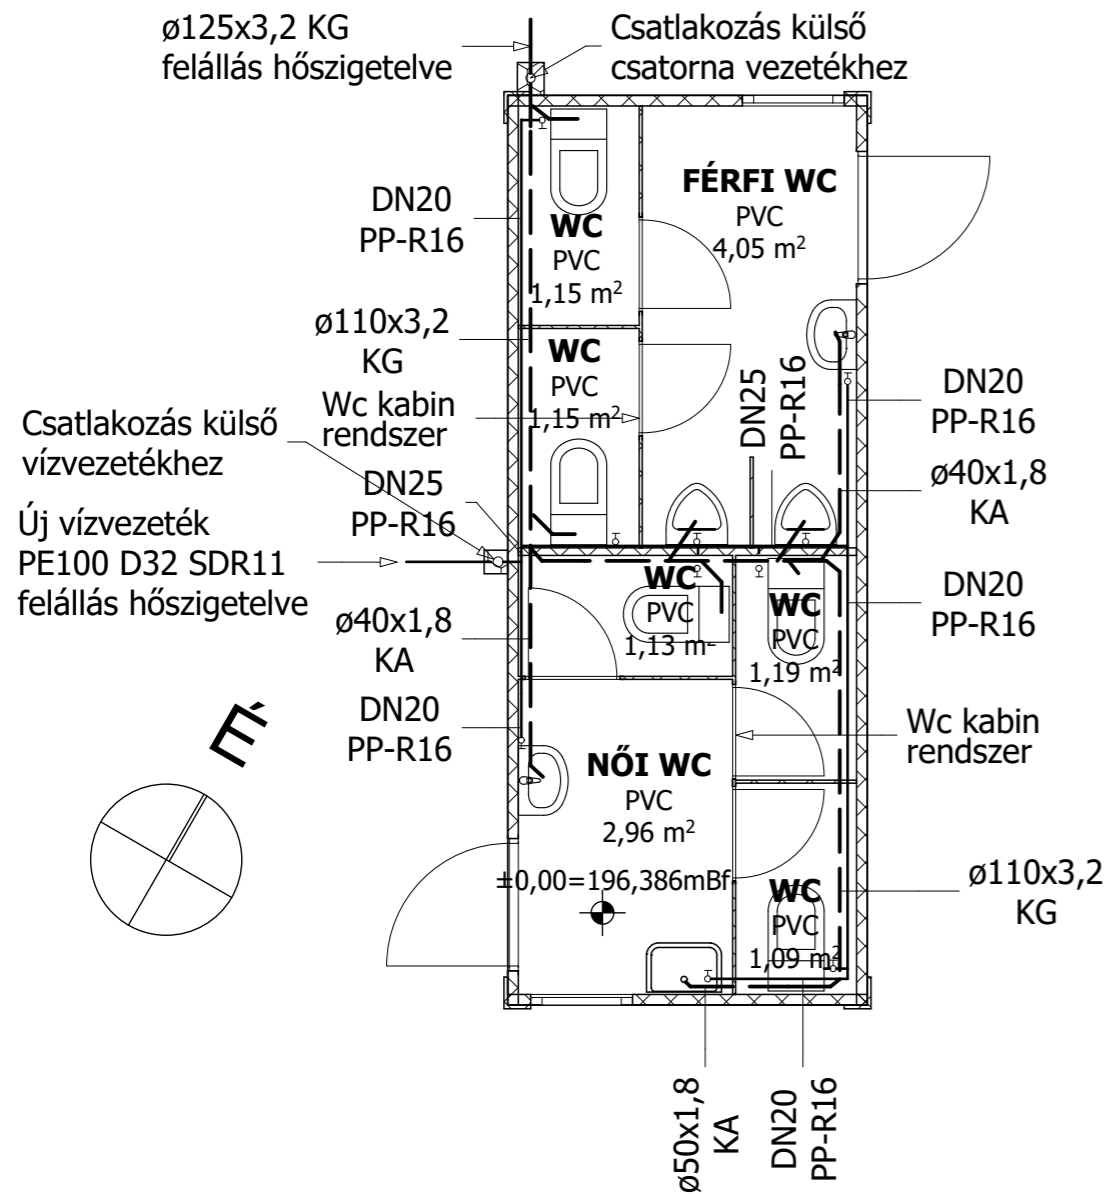 ø125x3,2 KG
felállás hőszigetelve
Csatlakozás külső
csatorna vezetékhez
DN20
PP-R16
FÉRFI WC
PVC
4,05 m²
WC
PVC
1,15 m²
ø110x3,2
KG
WC
PVC
1,15 m²
Wc kabin
rendszer
DN25
PP-R16
DN20
PP-R16
Csatlakozás külső
vízvezetékhez
DN25
PP-R16
ø40x1,8
KA
Új vízvezeték
PE100 D32 SDR11
felállás hőszigetelve
WC
PVC
1,13 m²
WC
PVC
1,19 m²
DN20
PP-R16
ø40x1,8
KA
DN20
PP-R16
É
NŐI WC
PVC
2,96 m²
±0,00=196,386mBf
Wc kabin
rendszer
WC
PVC
1,09 m²
ø110x3,2
KG
ø50x1,8
KA
DN20
PP-R16